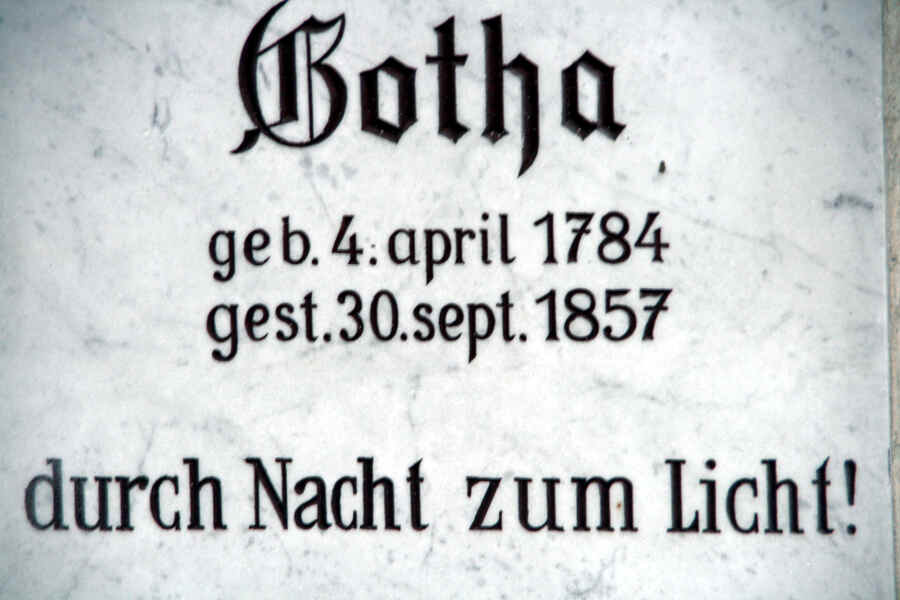 Gotha
geb. 4. april 1784
gest. 30. sept. 1857
durch Nacht zum Licht!